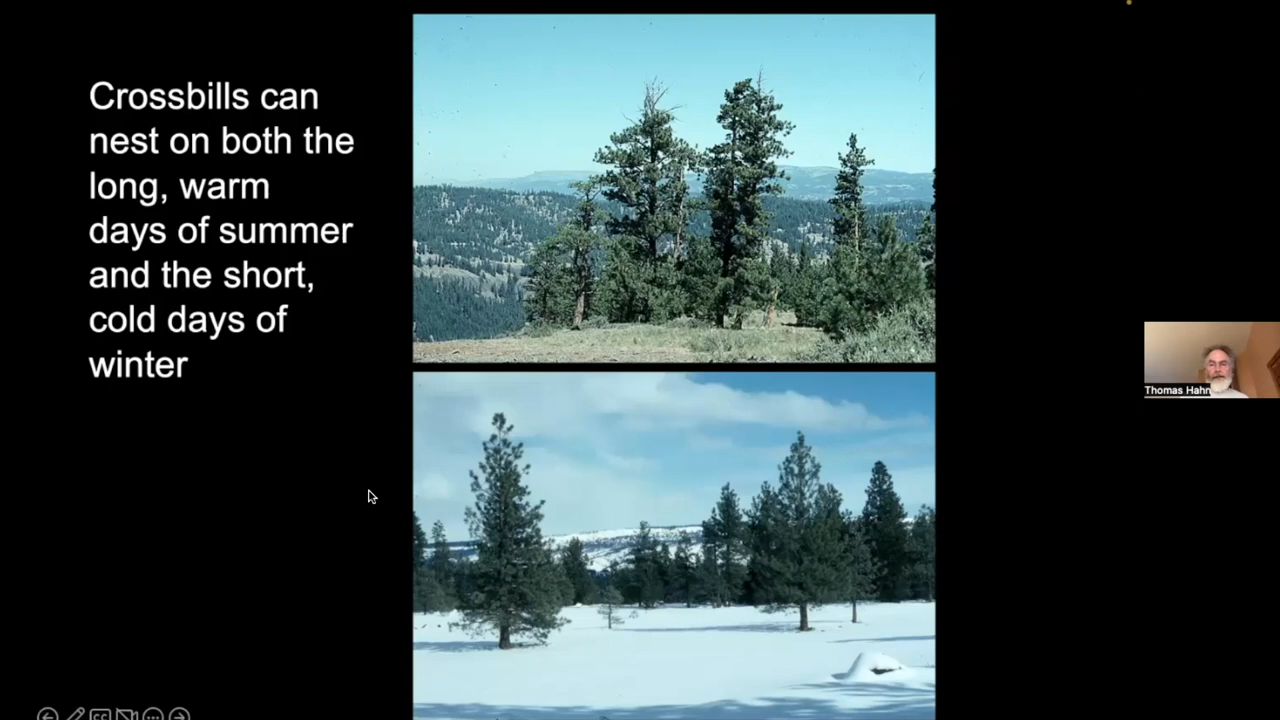 Crossbills can
nest on both the
long, warm
days of summer
and the short,
cold days of
winter
Thomas Hahn
CC